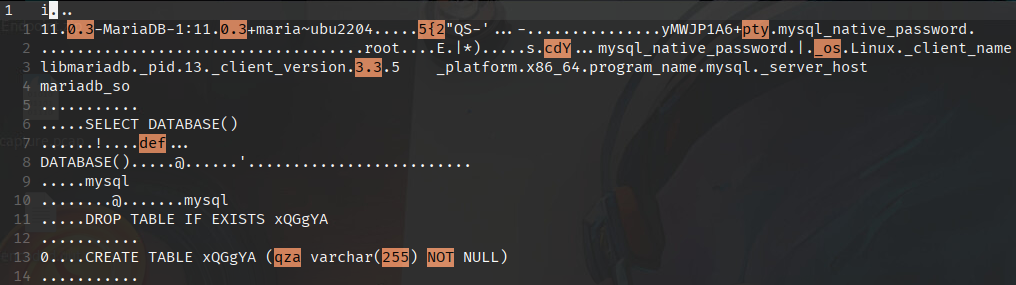 1 i...
1 11.0.3-MariaDB-1:11.0.3+maria~ubu2204.....5{2"QS-'...-...............yMWJP1A6+pty.mysql_native_password.
2 .....................................root....E.|*).....s.cdY...mysql_native_password.|._os.Linux._client_name
3 libmariadb._pid.13._client_version.3.3.5 _platform.x86_64.program_name.mysql._server_host
4 mariadb_so
5 ...........
6 .....SELECT DATABASE()
7 ......!....def...
8 DATABASE().....@......'.........................
9 .....mysql
10 ........@.......mysql
11 .....DROP TABLE IF EXISTS xQGgYA
12 ...........
13 0....CREATE TABLE xQGgYA (qza varchar(255) NOT NULL)
14 ...........